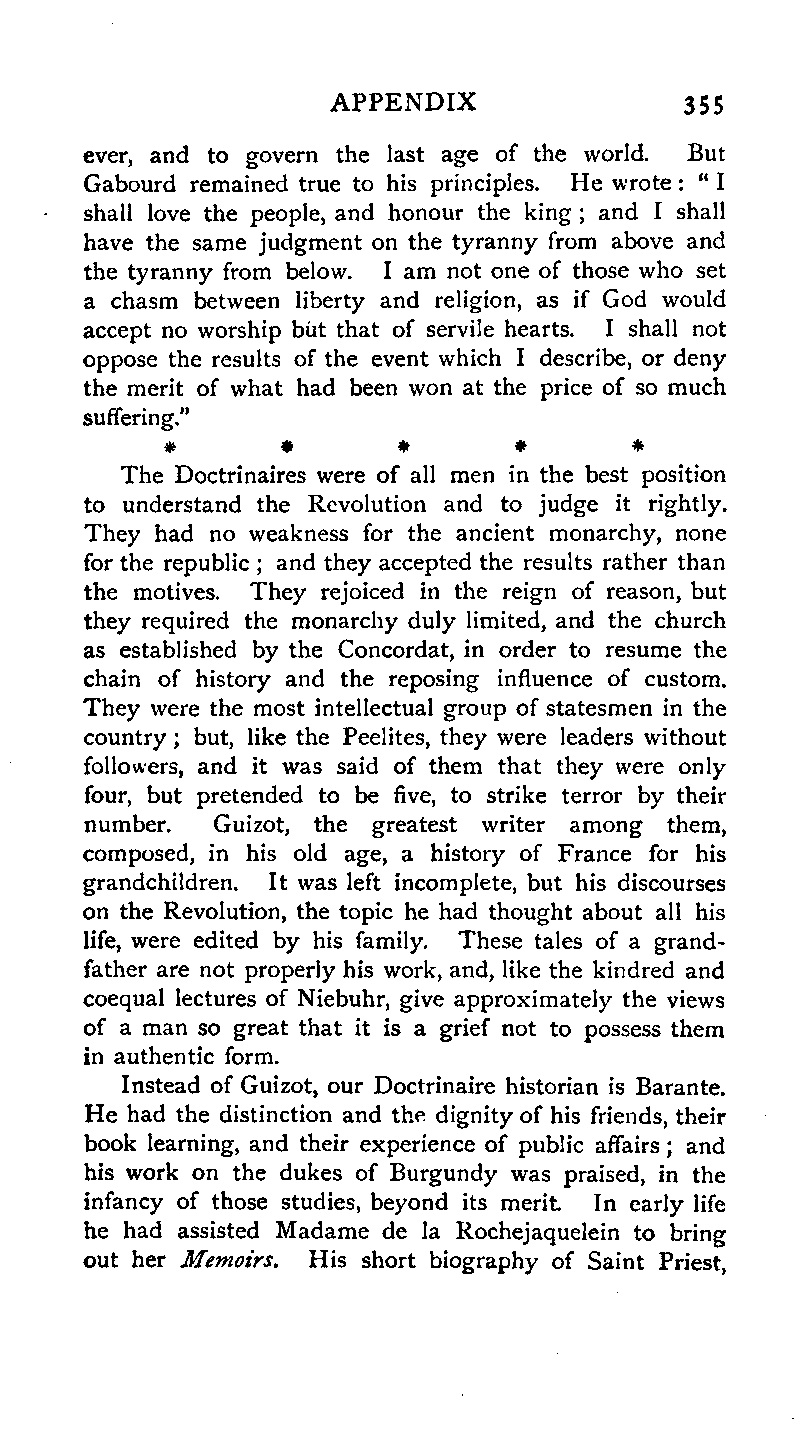 APPENDIX 355
ever, and to govern the last age of the world. But
Gabourd remained true to his principles. He wrote : “ I
shall love the people, and honour the king ; and I shall
have the same judgment on the tyranny from above and
the tyranny from below. I am not one of those who set
a chasm between liberty and religion, as if God would
accept no worship but that of servile hearts. I shall not
oppose the results of the event which I describe, or deny
the merit of what had been won at the price of so much
suffering.”
* * * * *
The Doctrinaires were of all men in the best position
to understand the Revolution and to judge it rightly.
They had no weakness for the ancient monarchy, none
for the republic ; and they accepted the results rather than
the motives. They rejoiced in the reign of reason, but
they required the monarchy duly limited, and the church
as established by the Concordat, in order to resume the
chain of history and the reposing influence of custom.
They were the most intellectual group of statesmen in the
country ; but, like the Peelites, they were leaders without
followers, and it was said of them that they were only
four, but pretended to be five, to strike terror by their
number. Guizot, the greatest writer among them,
composed, in his old age, a history of France for his
grandchildren. It was left incomplete, but his discourses
on the Revolution, the topic he had thought about all his
life, were edited by his family. These tales of a grand-
father are not properly his work, and, like the kindred and
coequal lectures of Niebuhr, give approximately the views
of a man so great that it is a grief not to possess them
in authentic form.
Instead of Guizot, our Doctrinaire historian is Barante.
He had the distinction and the dignity of his friends, their
book learning, and their experience of public affairs ; and
his work on the dukes of Burgundy was praised, in the
infancy of those studies, beyond its merit. In early life
he had assisted Madame de la Rochejaquelein to bring
out her Memoirs. His short biography of Saint Priest,